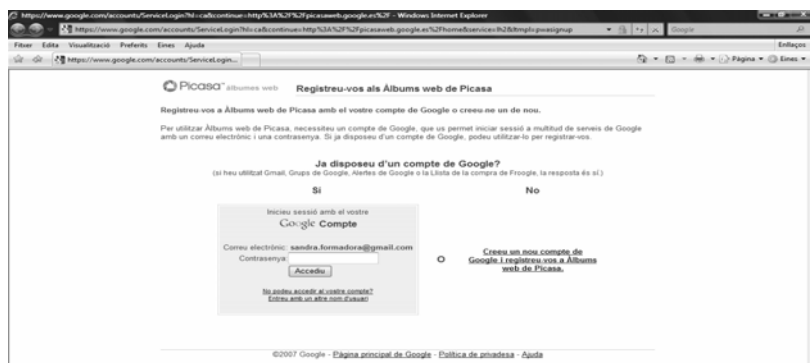 https://www.google.com/accounts/ServiceLogin?hl=ca&continue=http%3A%2F%2Fpicasaweb.google.es%2F - Windows Internet Explorer
https://www.google.com/accounts/ServiceLogin?hl=ca&continue=http%3A%2F%2Fpicasaweb.google.es%2Fhome&service=lh2&ltmpl=pwasignup Google
Fitxer Edita Visualització Preferits Eines Ajuda Enllaços
https://www.google.com/accounts/ServiceLogin... Página Eines
Picasa™ àlbumes web Registreu-vos als Àlbums web de Picasa
Registreu-vos a Àlbums web de Picasa amb el vostre compte de Google o creeu-ne un de nou.
Per utilitzar Àlbums web de Picasa, necessiteu un compte de Google, que us permet iniciar sessió a multitud de serveis de Google
amb un correu electrònic i una contrasenya. Si ja disposeu d'un compte de Google, podeu utilitzar-lo per registrar-vos.
Ja disposeu d'un compte de Google?
(si heu utilitzat Gmail, Grups de Google, Alertes de Google o la Llista de la compra de Froogle, la resposta és sí.)
Sí No
Inicieu sessió amb el vostre
Google Compte
Correu electrònic: sandra.formadora@gmail.com
Contrasenya:
Accediu
No podeu accedir al vostre compte?
Entreu amb un altre nom d'usuari
O
Creeu un nou compte de
Google i registreu-vos a Àlbums
web de Picasa.
©2007 Google - Página principal de Google - Política de privadesa - Ajuda